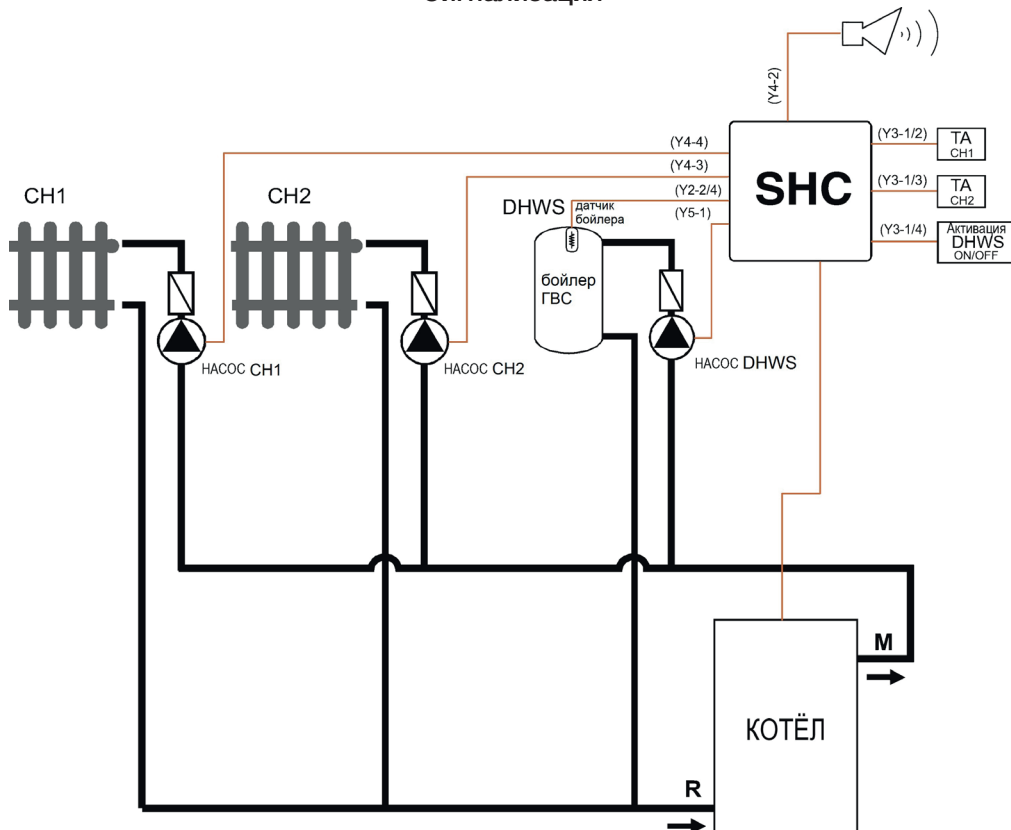 сигнализации
(Y4-2)
(Y4-4)
(Y4-3)
(Y2-2/4)
(Y5-1)
SHC
(Y3-1/2)
TA
CH1
(Y3-1/3)
TA
CH2
(Y3-1/4)
Активация
DHWS
ON/OFF
CH1
CH2
DHWS
датчик
бойлера
бойлер
ГВС
НАСОС CH1
НАСОС CH2
НАСОС DHWS
M
КОТЁЛ
R